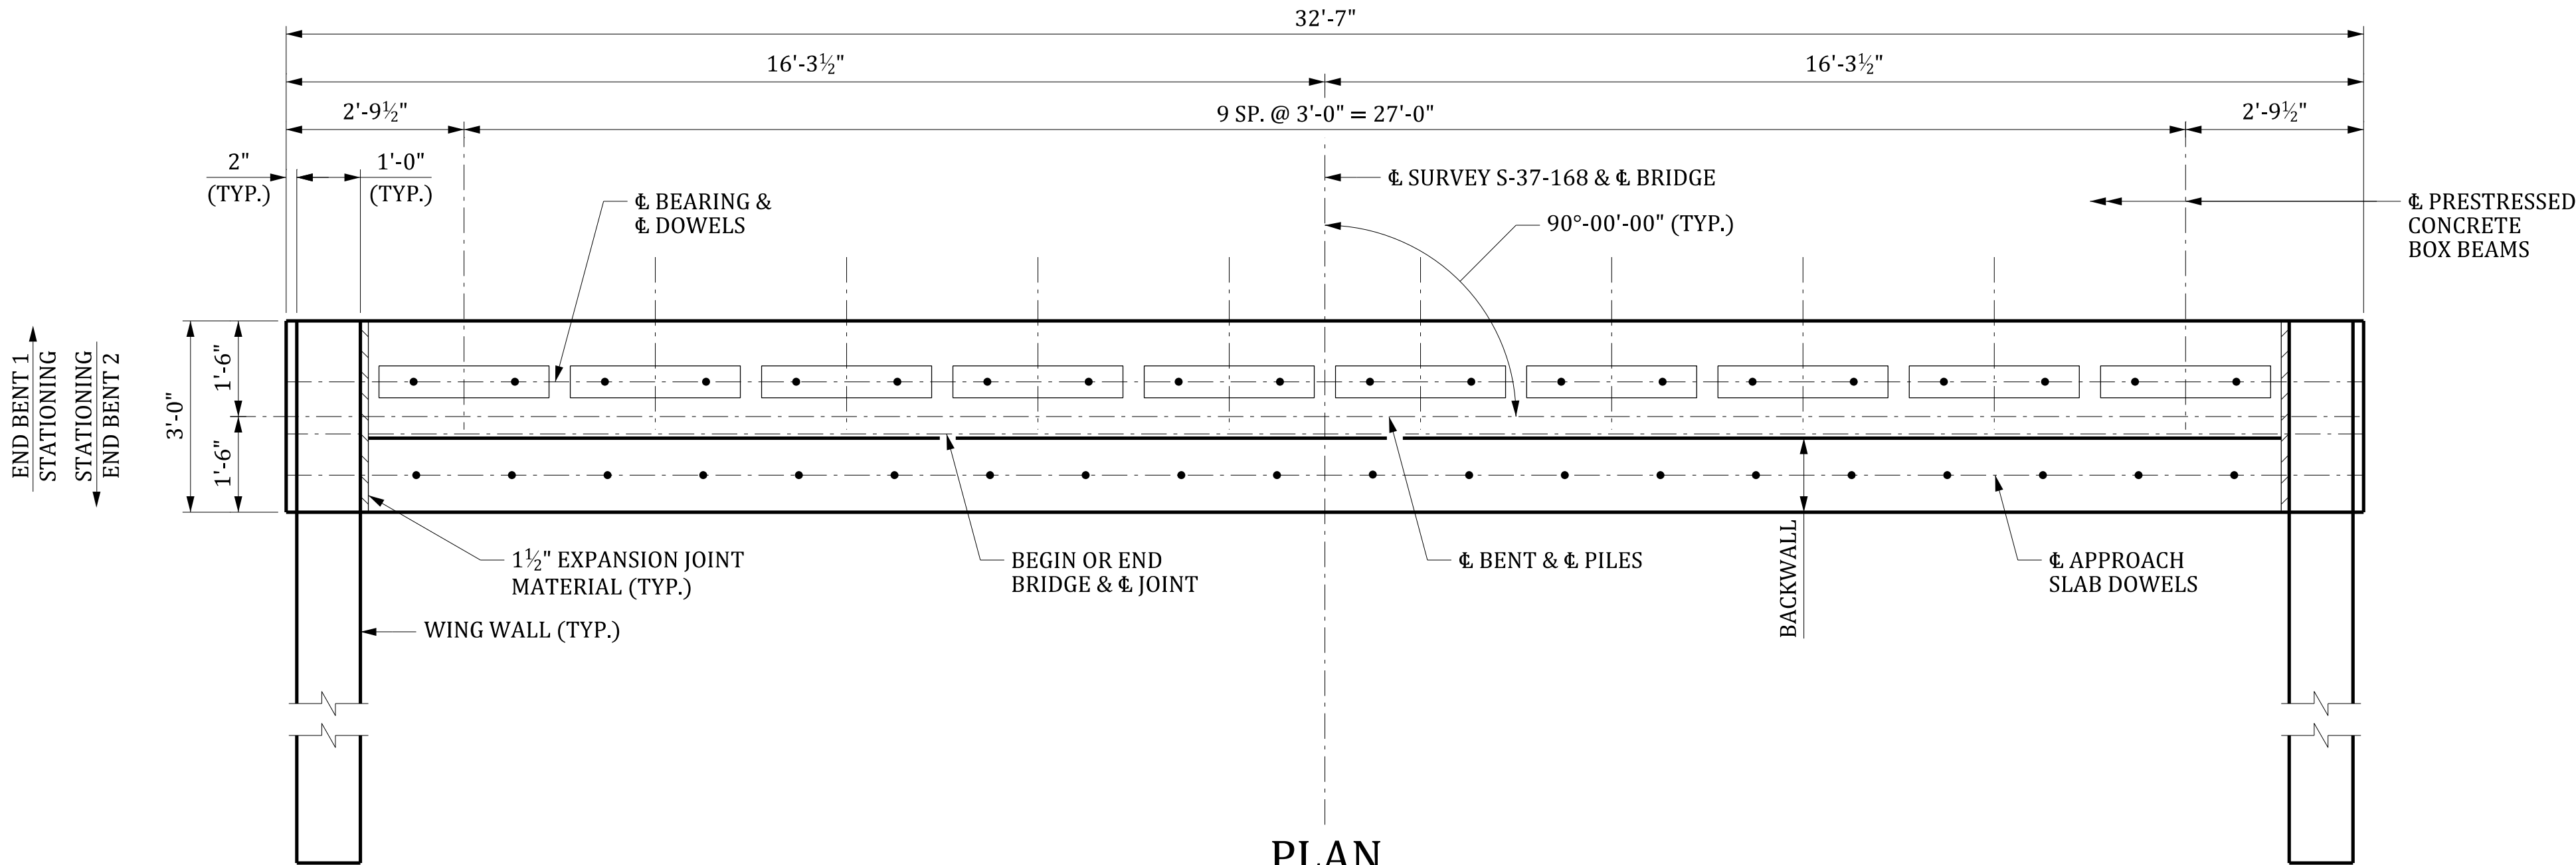 32'-7"
16'-3½"
16'-3½"
2'-9½"
9 SP. @ 3'-0" = 27'-0"
2'-9½"
2"
(TYP.)
1'-0"
(TYP.)
℄ BEARING &
℄ DOWELS
℄ SURVEY S-37-168 & ℄ BRIDGE
90°-00'-00" (TYP.)
℄ PRESTRESSED
CONCRETE
BOX BEAMS
END BENT 1
STATIONING
STATIONING
END BENT 2
3'-0"
1'-6"
1'-6"
1½" EXPANSION JOINT
MATERIAL (TYP.)
BEGIN OR END
BRIDGE & ℄ JOINT
℄ BENT & ℄ PILES
BACKWALL
℄ APPROACH
SLAB DOWELS
WING WALL (TYP.)
PLAN